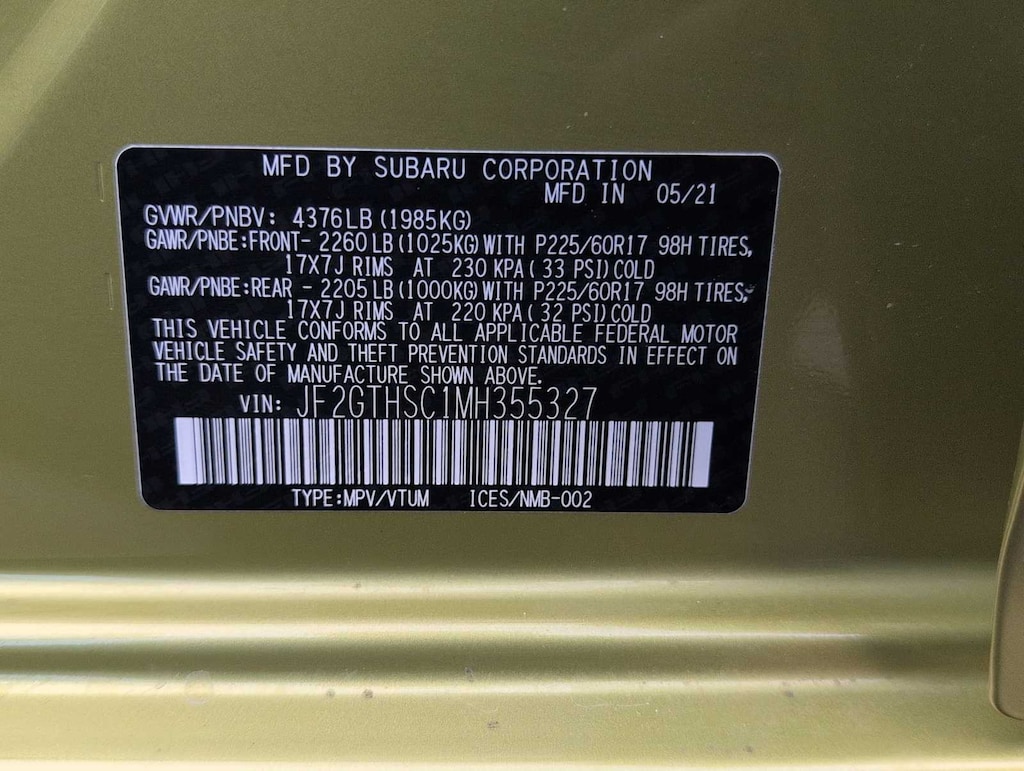 MFD BY SUBARU CORPORATION
MFD IN 05/21
GVWR/PNBV: 4376LB (1985KG)
GAWR/PNBE:FRONT- 2260LB (1025KG) WITH P225/60R17 98H TIRES,
17X7J RIMS AT 230 KPA ( 33 PSI) COLD
GAWR/PNBE:REAR - 2205LB (1000KG) WITH P225/60R17 98H TIRES,
17X7J RIMS AT 220 KPA ( 32 PSI) COLD
THIS VEHICLE CONFORMS TO ALL APPLICABLE FEDERAL MOTOR
VEHICLE SAFETY AND THEFT PREVENTION STANDARDS IN EFFECT ON
THE DATE OF MANUFACTURE SHOWN ABOVE.
VIN: JF2GTHSC1MH355327
TYPE:MPV/VTUM ICES/NMB-002